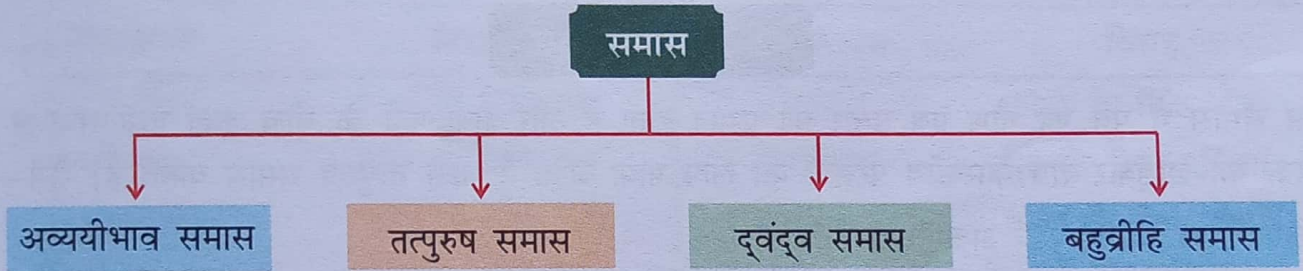 समास
अव्ययीभाव समास
तत्पुरुष समास
द्‌वंद्‌व समास
बहुव्रीहि समास